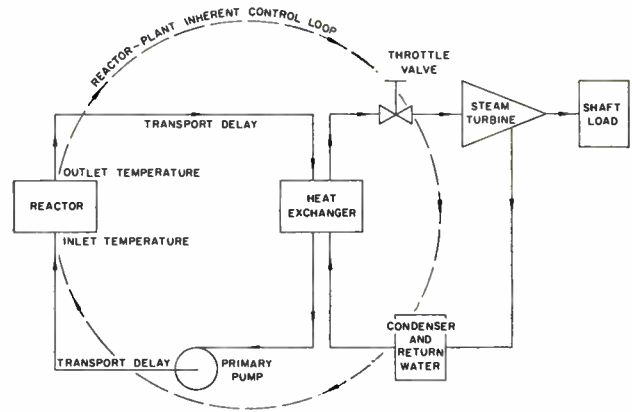 REACTOR-PLANT INHERENT CONTROL LOOP
THROTTLE
VALVE
TRANSPORT DELAY
STEAM
TURBINE
SHAFT
LOAD
OUTLET TEMPERATURE
REACTOR
HEAT
EXCHANGER
INLET TEMPERATURE
CONDENSER
AND
RETURN
WATER
TRANSPORT DELAY
PRIMARY
PUMP